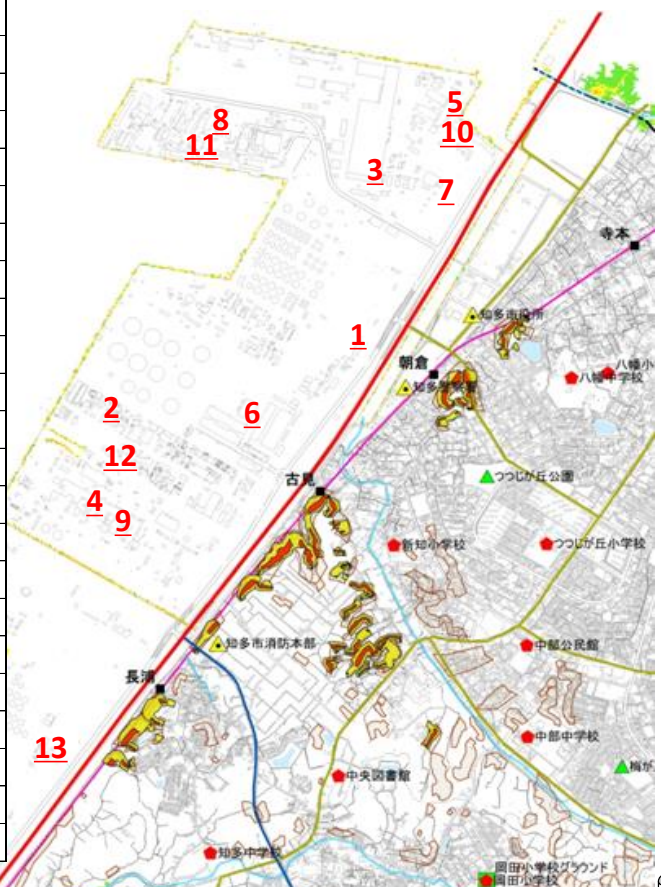 5
8
10
11
3
7
寺本
知多市役所
1
八幡小
朝倉
八幡中学校
2
6
12
つつじが丘公園
古見
4
9
新知小学校
つつじが丘小学校
知多市消防本部
中部公民館
長浦
13
中部中学校
梅が
中央図書館
知多中学校
岡田小学校グラウンド
岡田小学校